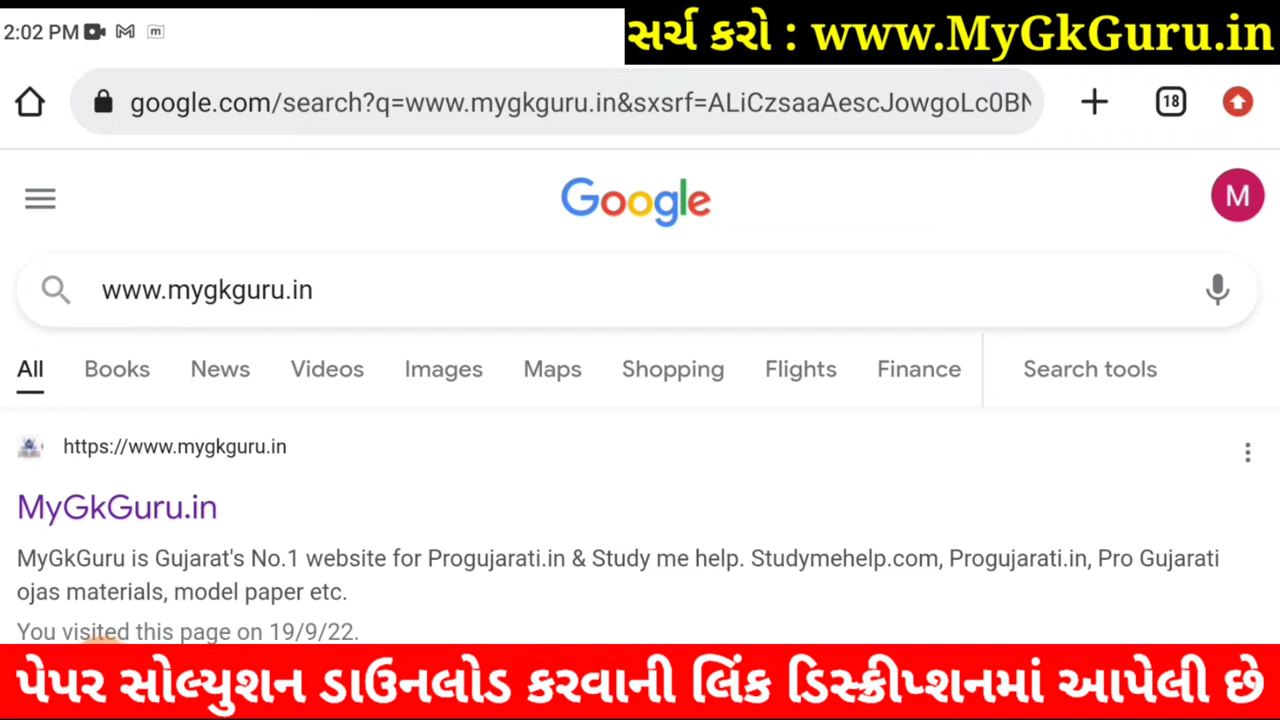 2:02 PM
સર્ચ કરો : www.MyGkGuru.in
google.com/search?q=www.mygkguru.in&sxsrf=ALiCzsaaAescJowgoLc0BN
18
Google
M
www.mygkguru.in
All Books News Videos Images Maps Shopping Flights Finance Search tools
https://www.mygkguru.in
MyGkGuru.in
MyGkGuru is Gujarat's No.1 website for Progujarati.in & Study me help. Studymehelp.com, Progujarati.in, Pro Gujarati
ojas materials, model paper etc.
You visited this page on 19/9/22.
પેપર સોલ્યુશન ડાઉનલોડ કરવાની લિંક ડિસ્ક્રીપ્શનમાં આપેલી છે